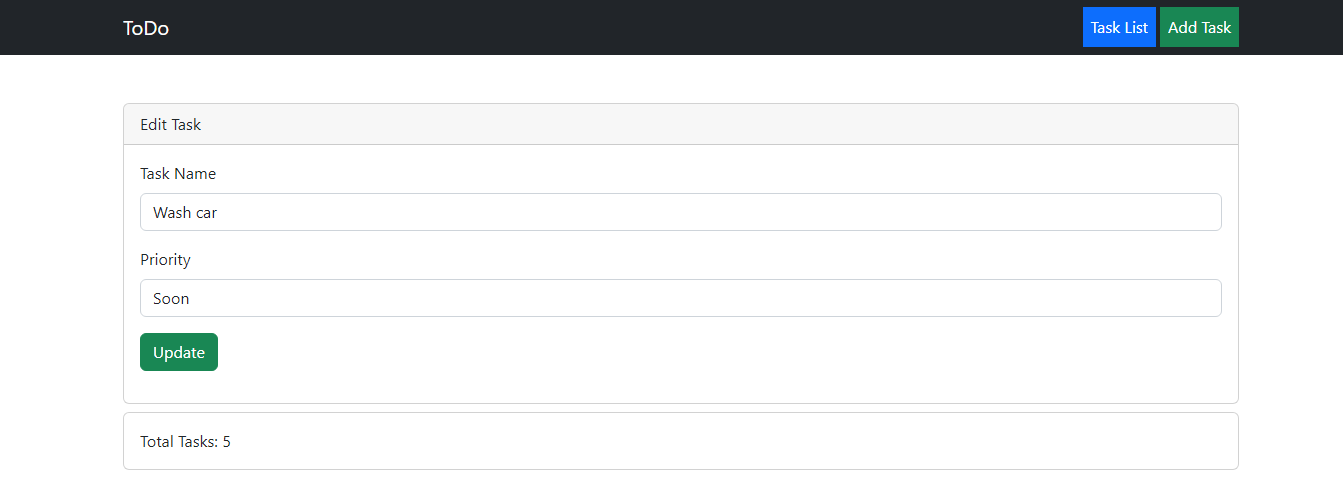 ToDo Task List Add Task
Edit Task
Task Name
Wash car
Priority
Soon
Update
Total Tasks: 5